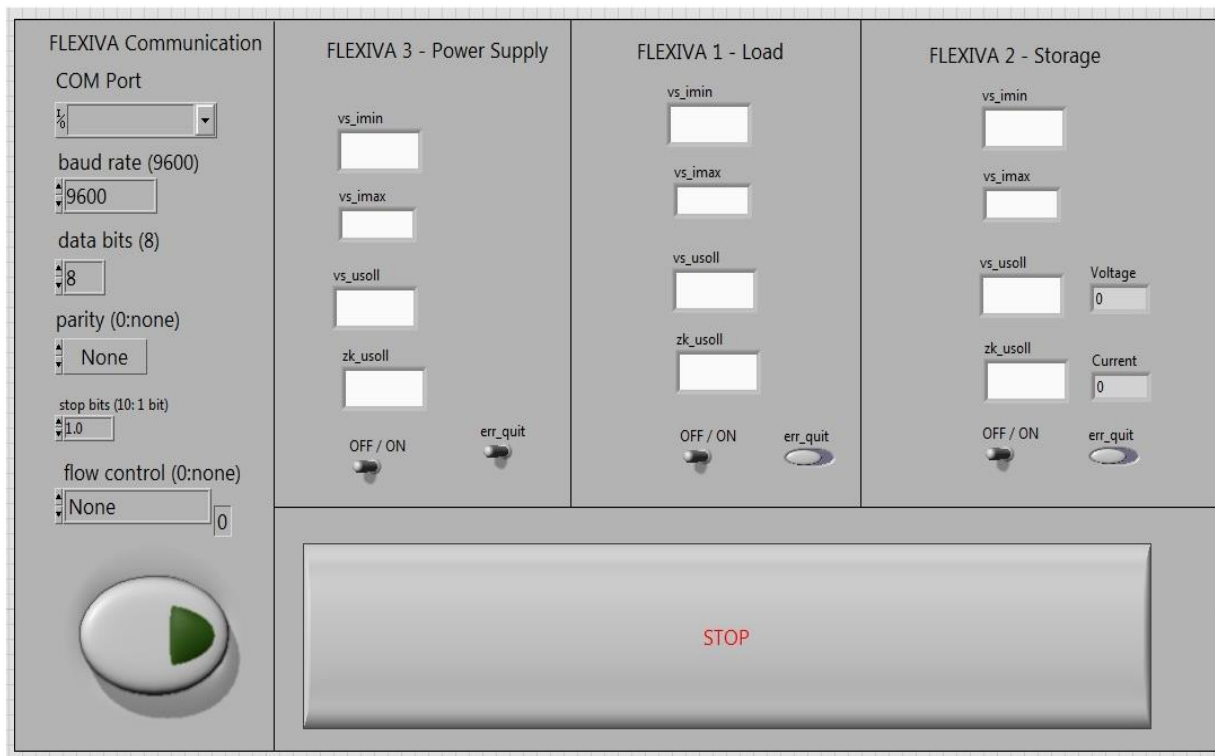 FLEXIVA Communication
COM Port
I/O
baud rate (9600)
9600
data bits (8)
8
parity (0:none)
None
stop bits (10: 1 bit)
1.0
flow control (0:none)
None
0
FLEXIVA 3 - Power Supply
vs_imin
vs_imax
vs_usoll
zk_usoll
OFF / ON
err_quit
FLEXIVA 1 - Load
vs_imin
vs_imax
vs_usoll
zk_usoll
OFF / ON
err_quit
FLEXIVA 2 - Storage
vs_imin
vs_imax
vs_usoll
Voltage
0
zk_usoll
Current
0
OFF / ON
err_quit
STOP